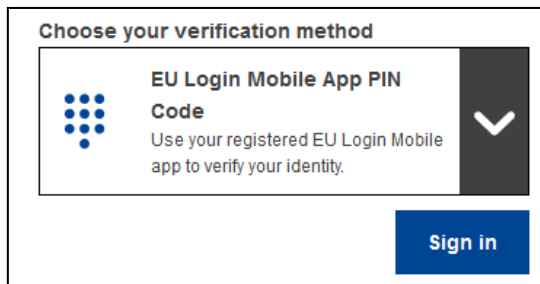 Choose your verification method
EU Login Mobile App PIN
Code
Use your registered EU Login Mobile
app to verify your identity.
Sign in